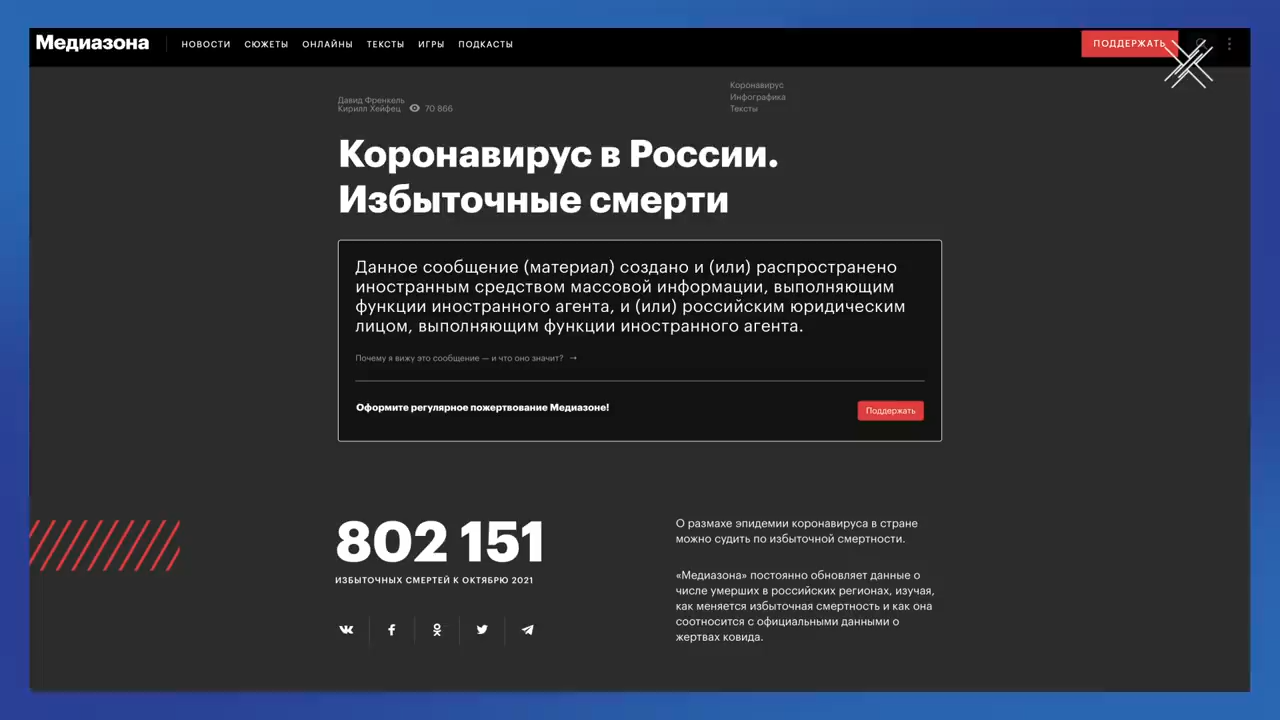 Медиазона
НОВОСТИ СЮЖЕТЫ ОНЛАЙНЫ ТЕКСТЫ ИГРЫ ПОДКАСТЫ
ПОДДЕРЖАТЬ
Давид Френкель
Кирилл Хейфец
70 866
Коронавирус
Инфографика
Тексты
Коронавирус в России.
Избыточные смерти
Данное сообщение (материал) создано и (или) распространено
иностранным средством массовой информации, выполняющим
функции иностранного агента, и (или) российским юридическим
лицом, выполняющим функции иностранного агента.
Почему я вижу это сообщение — и что оно значит? →
Оформите регулярное пожертвование Медиазоне!
Поддержать
802 151
ИЗБЫТОЧНЫХ СМЕРТЕЙ К ОКТЯБРЮ 2021
О размахе эпидемии коронавируса в стране
можно судить по избыточной смертности.
«Медиазона» постоянно обновляет данные о
числе умерших в российских регионах, изучая,
как меняется избыточная смертность и как она
соотносится с официальными данными о
жертвах ковида.